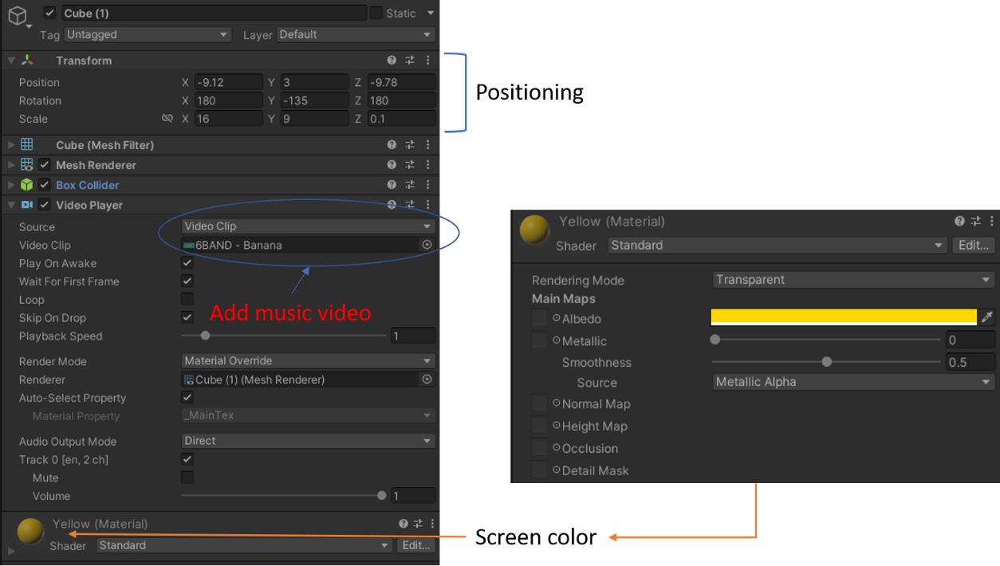 Cube (1) Static
Tag Untagged Layer Default
Transform
Position X -9.12 Y 3 Z -9.78
Rotation X 180 Y -135 Z 180
Scale X 16 Y 9 Z 0.1
Positioning
Cube (Mesh Filter)
Mesh Renderer
Box Collider
Video Player
Source Video Clip
Video Clip 6BAND - Banana
Play On Awake
Wait For First Frame
Loop
Skip On Drop
Playback Speed 1
Add music video
Render Mode Material Override
Renderer Cube (1) (Mesh Renderer)
Auto-Select Property
Material Property _MainTex
Audio Output Mode Direct
Track 0 [en, 2 ch]
Mute
Volume 1
Yellow (Material)
Shader Standard Edit...
Yellow (Material)
Shader Standard Edit...
Rendering Mode Transparent
Main Maps
Albedo
Metallic 0
Smoothness 0.5
Source Metallic Alpha
Normal Map
Height Map
Occlusion
Detail Mask
Screen color